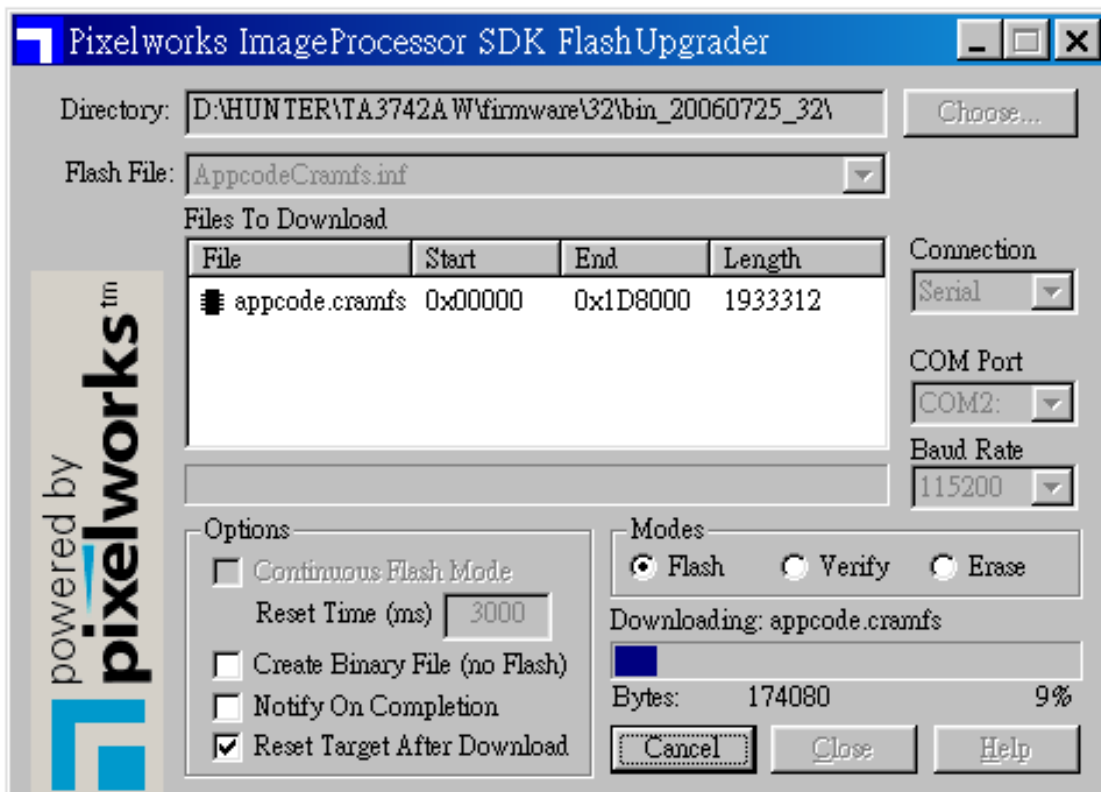 Pixelworks ImageProcessor SDK FlashUpgrader
Directory: D:\HUNTER\TA3742AW\firmware\32\bin_20060725_32\ Choose...
Flash File: AppcodeCramfs.inf
Files To Download
File Start End Length
appcode.cramfs 0x00000 0x1D8000 1933312
Connection
Serial
COM Port
COM2:
Baud Rate
115200
powered by
pixelworks™
Options
Continuous Flash Mode
Reset Time (ms) 3000
Create Binary File (no Flash)
Notify On Completion
Reset Target After Download
Modes
Flash Verify Erase
Downloading: appcode.cramfs
Bytes: 174080 9%
Cancel Close Help